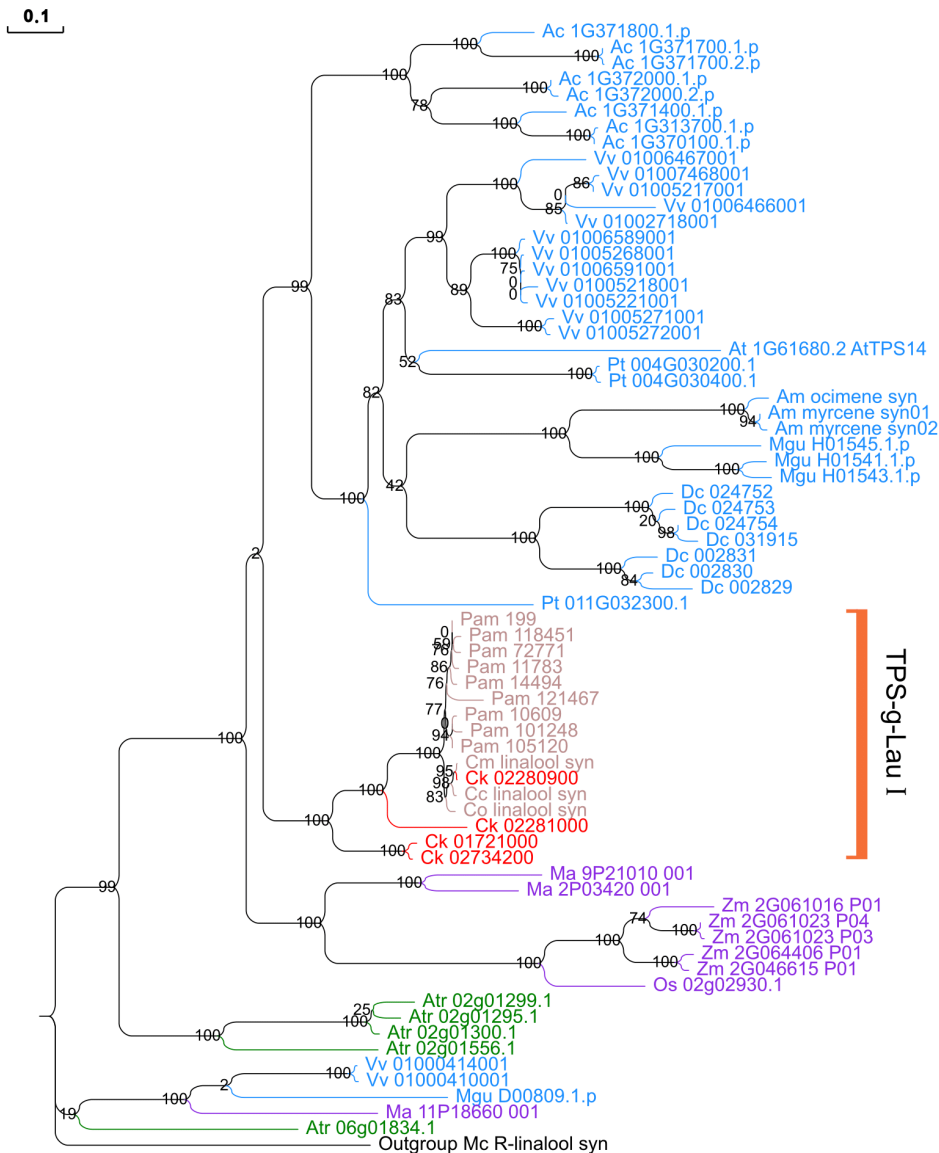 0.1
Ac 1G371800.1.p
100
Ac 1G371700.1.p
100
Ac 1G371700.2.p
100
Ac 1G372000.1.p
100
Ac 1G372000.2.p
78
Ac 1G371400.1.p
100
Ac 1G313700.1.p
100
Ac 1G370100.1.p
Vv 01006467001
100
Vv 01007468001
86
Vv 01005217001
0
Vv 01006466001
85
Vv 01002718001
99
Vv 01006589001
100
Vv 01005268001
75
Vv 01006591001
89
0
Vv 01005218001
0
Vv 01005221001
99
83
Vv 01005271001
100
Vv 01005272001
At 1G61680.2 AtTPS14
52
Pt 004G030200.1
100
Pt 004G030400.1
82
Am ocimene syn
100
Am myrcene syn01
94
Am myrcene syn02
100
Mgu H01545.1.p
100
Mgu H01541.1.p
100
Mgu H01543.1.p
42
Dc 024752
100
100
Dc 024753
20
Dc 024754
98
Dc 031915
100
Dc 002831
100
Dc 002830
84
Dc 002829
2
Pt 011G032300.1
Pam 199
0
Pam 118451
59
76
Pam 72771
86
Pam 11783
76
Pam 14494
Pam 121467
77
Pam 10609
0
Pam 101248
94
Pam 105120
100
100
Cm linalool syn
95
Ck 02280900
98
Cc linalool syn
100
83
Co linalool syn
100
Ck 02281000
Ck 01721000
100
Ck 02734200
TPS-g-Lau I
Ma 9P21010 001
100
Ma 2P03420 001
99
Zm 2G061016 P01
74
Zm 2G061023 P04
100
100
Zm 2G061023 P03
100
Zm 2G064406 P01
100
100
Zm 2G046615 P01
Os 02g02930.1
Atr 02g01299.1
25
Atr 02g01295.1
100
100
Atr 02g01300.1
Atr 02g01556.1
Vv 01000414001
100
Vv 01000410001
2
Mgu D00809.1.p
100
Ma 11P18660 001
19
Atr 06g01834.1
Outgroup Mc R-linalool syn